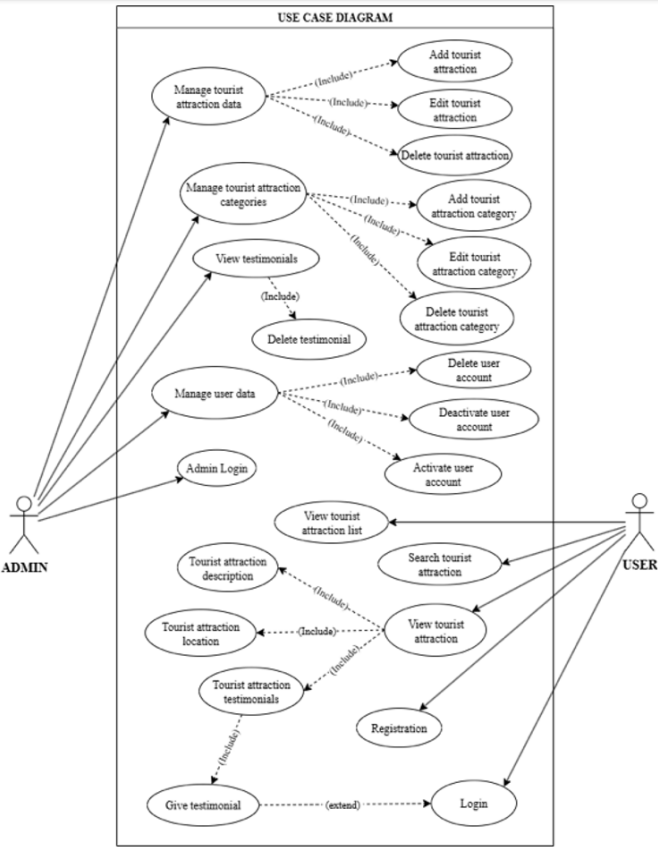 USE CASE DIAGRAM
Add tourist
attraction
(Include)
Manage tourist
attraction data
(Include)
Edit tourist
attraction
(Include)
Delete tourist attraction
Manage tourist attraction
categories
(Include)
Add tourist
attraction category
(Include)
Edit tourist
attraction category
(Include)
Delete tourist
attraction category
View testimonials
(Include)
Delete testimonial
Manage user data
(Include)
Delete user
account
(Include)
Deactivate user
account
(Include)
Activate user
account
Admin Login
ADMIN
View tourist
attraction list
Search tourist
attraction
USER
Tourist attraction
description
(Include)
Tourist attraction
location
(Include)
View tourist
attraction
(Include)
Tourist attraction
testimonials
Registration
(Include)
Give testimonial
(extend)
Login